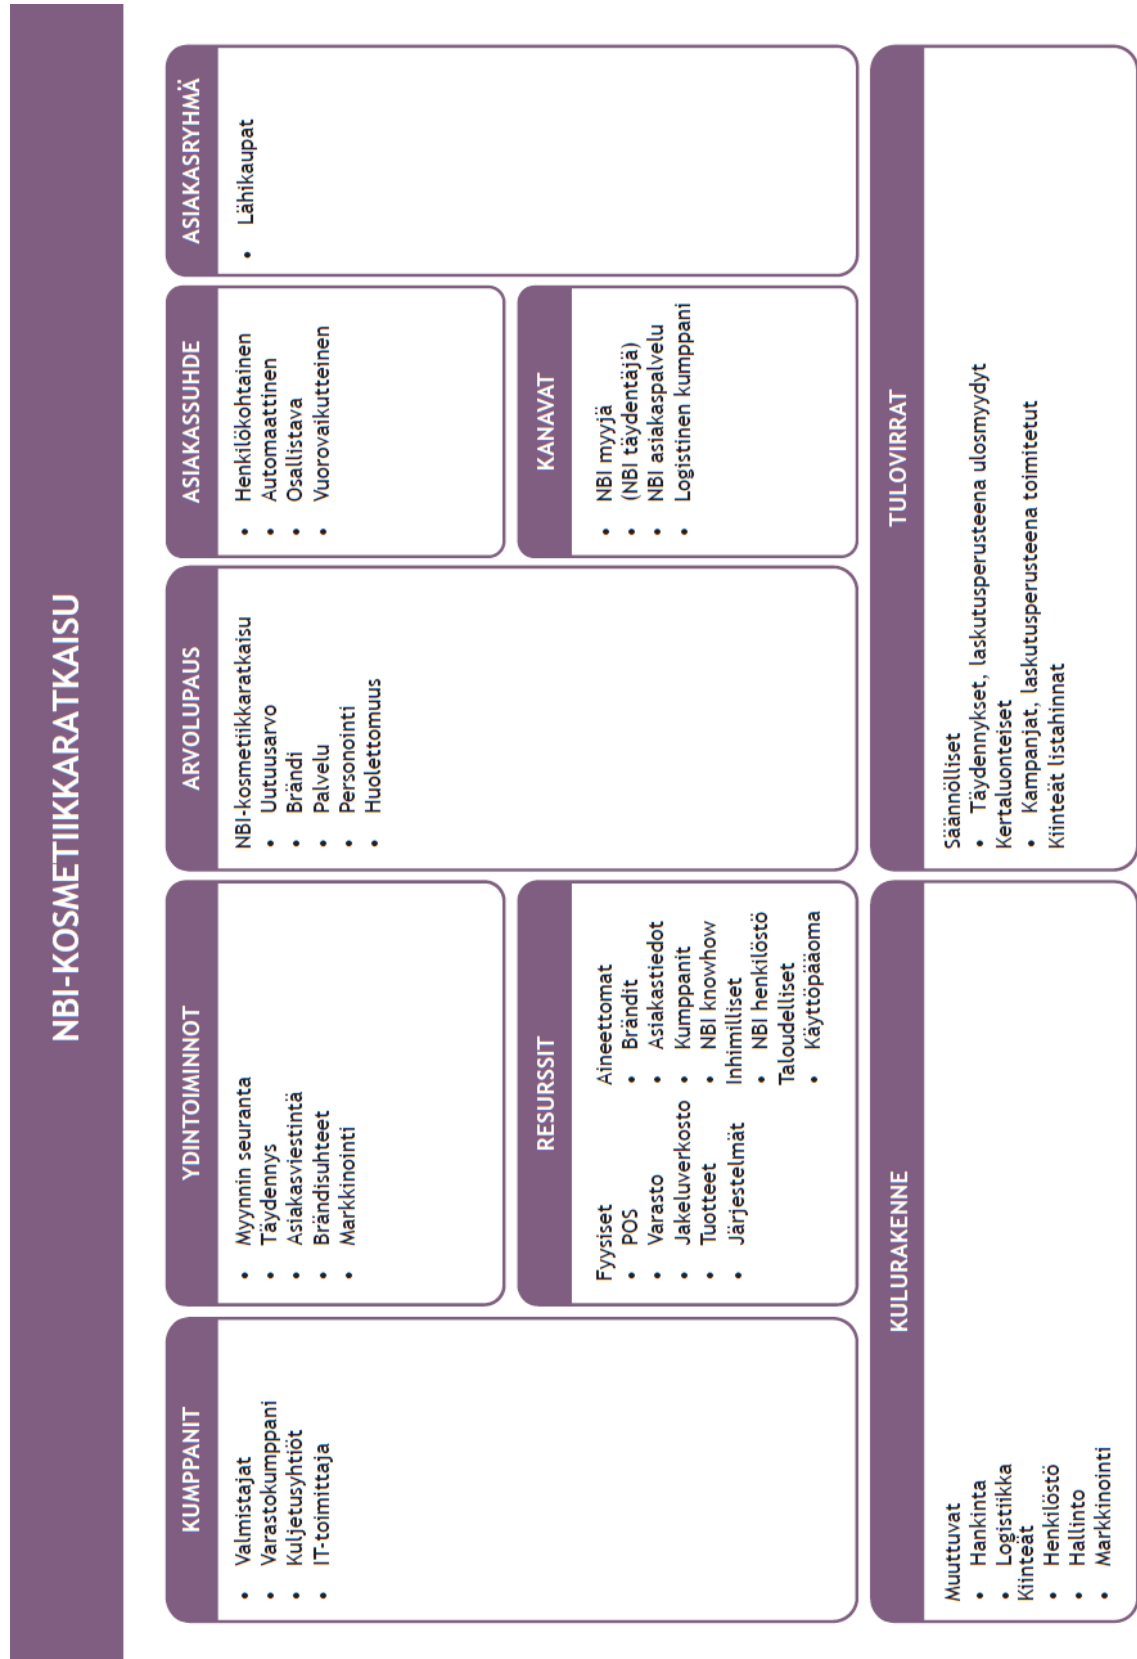 NBI-KOSMETIIKKARATKAISU
KUMPPANIT
• Valmistajat
• Varastokumppani
• Kuljetusyhtiöt
• IT-toimittaja
YDINTOIMINNOT
• Myynnin seuranta
• Täydennys
• Asiakasviestintä
• Brändisuhteet
• Markkinointi
RESURSSIT
Fyysiset
• POS
• Varasto
• Jakeluverkosto
• Tuotteet
• Järjestelmät
Aineettomat
• Brändit
• Asiakastiedot
• Kumppanit
• NBI knowhow
Inhimilliset
• NBI henkilöstö
Taloudelliset
• Käyttöpääoma
ARVOLUPAUS
NBI-kosmetiikkaratkaisu
• Uutuusarvo
• Brändi
• Palvelu
• Personointi
• Huolettomuus
ASIAKASSUHDE
• Henkilökohtainen
• Automaattinen
• Osallistava
• Vuorovaikutteinen
KANAVAT
• NBI myyjä
• (NBI täydentäjä)
• NBI asiakaspalvelu
• Logistinen kumppani
ASIAKASRYHMÄ
• Lähikaupat
KULURAKENNE
Muuttuvat
• Hankinta
• Logistiikka
Kiinteät
• Henkilöstö
• Hallinto
• Markkinointi
TULOVIRRAT
Säännölliset
• Täydennykset, laskutusperusteena ulosmyydyt
Kertaluonteiset
• Kampanjat, laskutusperusteena toimitetut
Kiinteät listahinnat